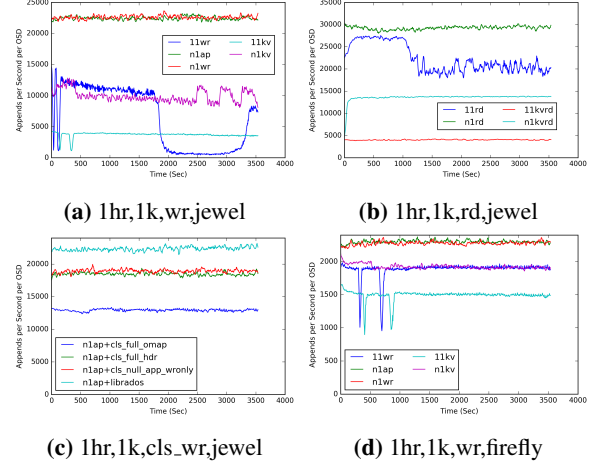 25000
20000
15000
10000
5000
0
0 500 1000 1500 2000 2500 3000 3500 4000
Time (Sec)
Appends per Second per OSD
11wr
n1ap
n1wr
11kv
n1kv
(a) 1hr,1k,wr,jewel
35000
30000
25000
20000
15000
10000
5000
0
0 500 1000 1500 2000 2500 3000 3500 4000
Time (Sec)
Appends per Second per OSD
11rd
n1rd
11kvrd
n1kvrd
(b) 1hr,1k,rd,jewel
20000
15000
10000
5000
0
0 500 1000 1500 2000 2500 3000 3500 4000
Time (Sec)
Appends per Second per OSD
n1ap+cls_full_omap
n1ap+cls_full_hdr
n1ap+cls_null_app_wronly
n1ap+librados
(c) 1hr,1k,cls_wr,jewel
2000
1500
1000
500
0
0 500 1000 1500 2000 2500 3000 3500 4000
Time (Sec)
Appends per Second per OSD
11wr
n1ap
n1wr
11kv
n1kv
(d) 1hr,1k,wr,firefly